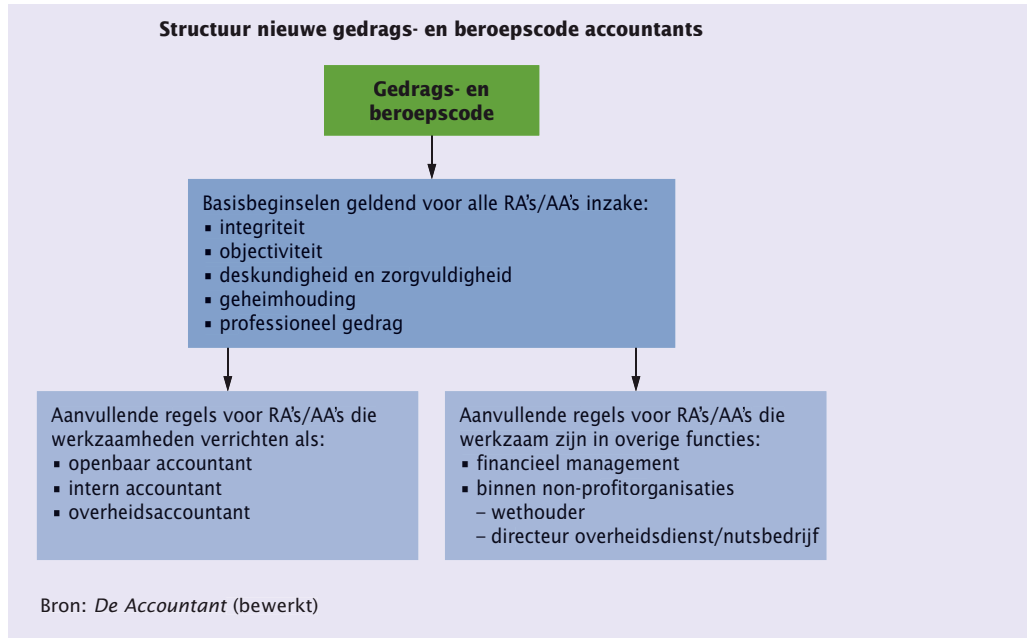 Structuur nieuwe gedrags- en beroepscode accountants
Gedrags- en
beroepscode
Basisbeginselen geldend voor alle RA's/AA's inzake:
▪ integriteit
▪ objectiviteit
▪ deskundigheid en zorgvuldigheid
▪ geheimhouding
▪ professioneel gedrag
Aanvullende regels voor RA's/AA's die
werkzaamheden verrichten als:
▪ openbaar accountant
▪ intern accountant
▪ overheidsaccountant
Aanvullende regels voor RA's/AA's die
werkzaam zijn in overige functies:
▪ financieel management
▪ binnen non-profitorganisaties
– wethouder
– directeur overheidsdienst/nutsbedrijf
Bron: De Accountant (bewerkt)